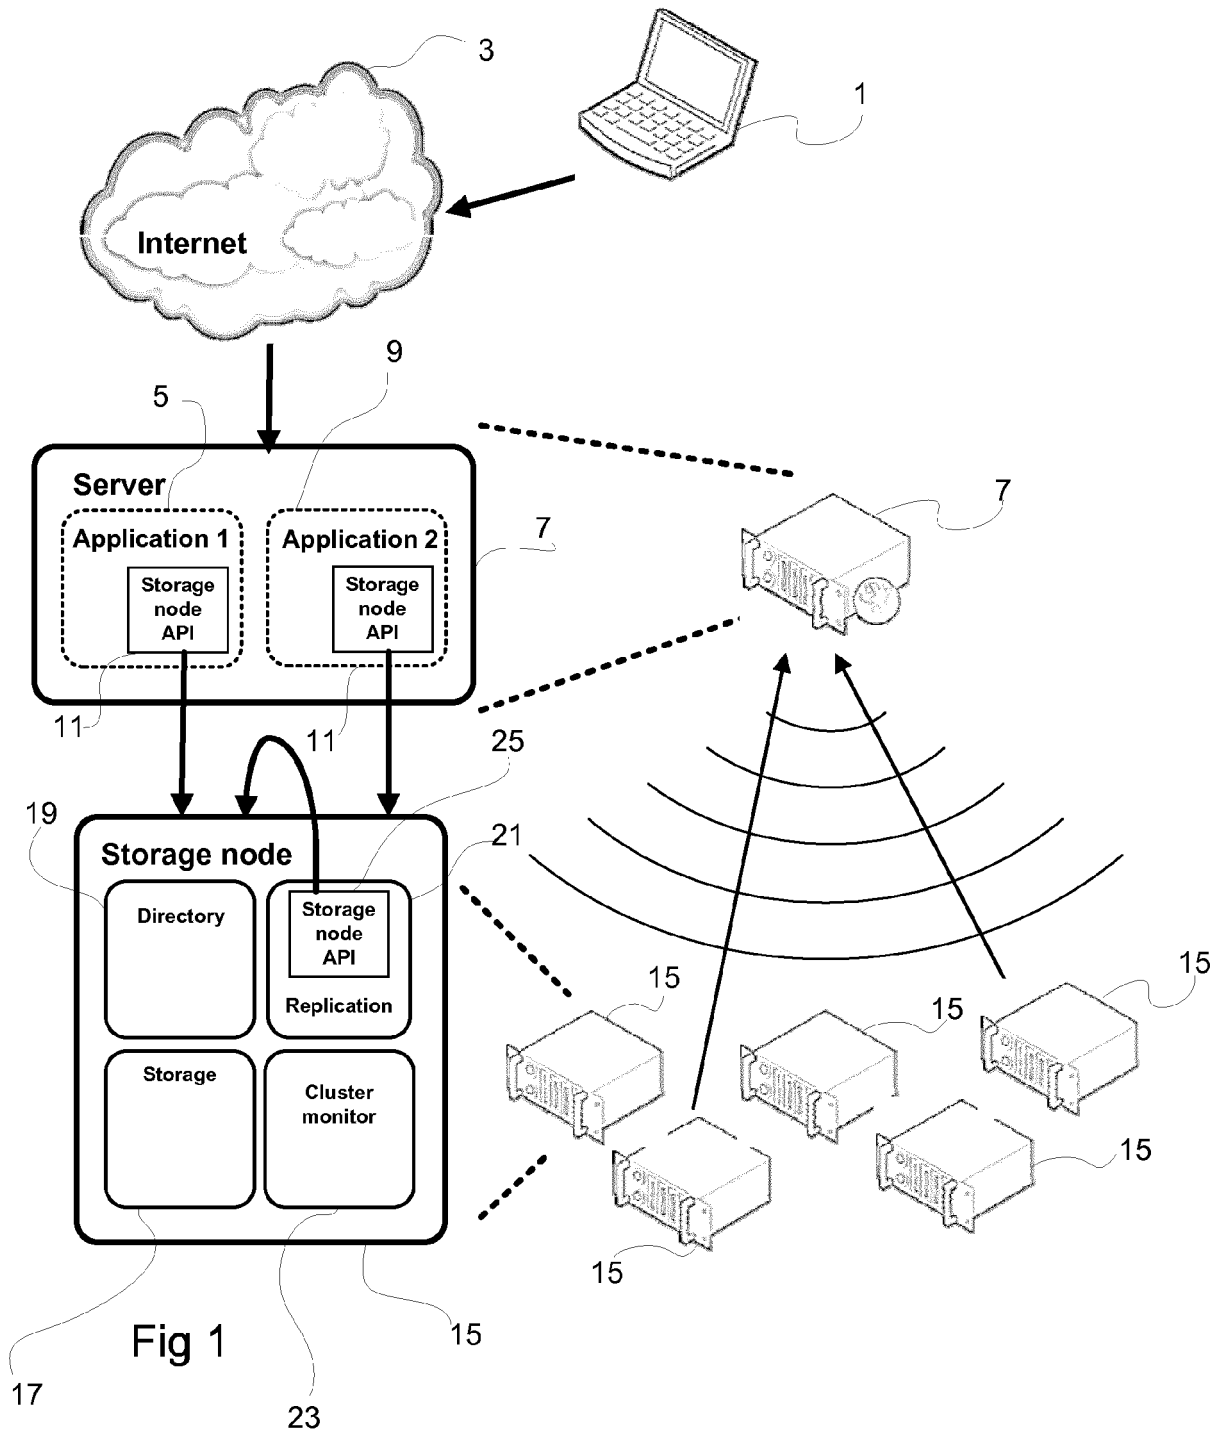 3
1
Internet
9
5
Server
7
7
Application 1
Application 2
Storage
node
API
Storage
node
API
11
11
25
19
21
Storage node
Directory
Storage
node
API
Replication
15
15
15
Storage
Cluster
monitor
15
15
15
Fig 1
17
23